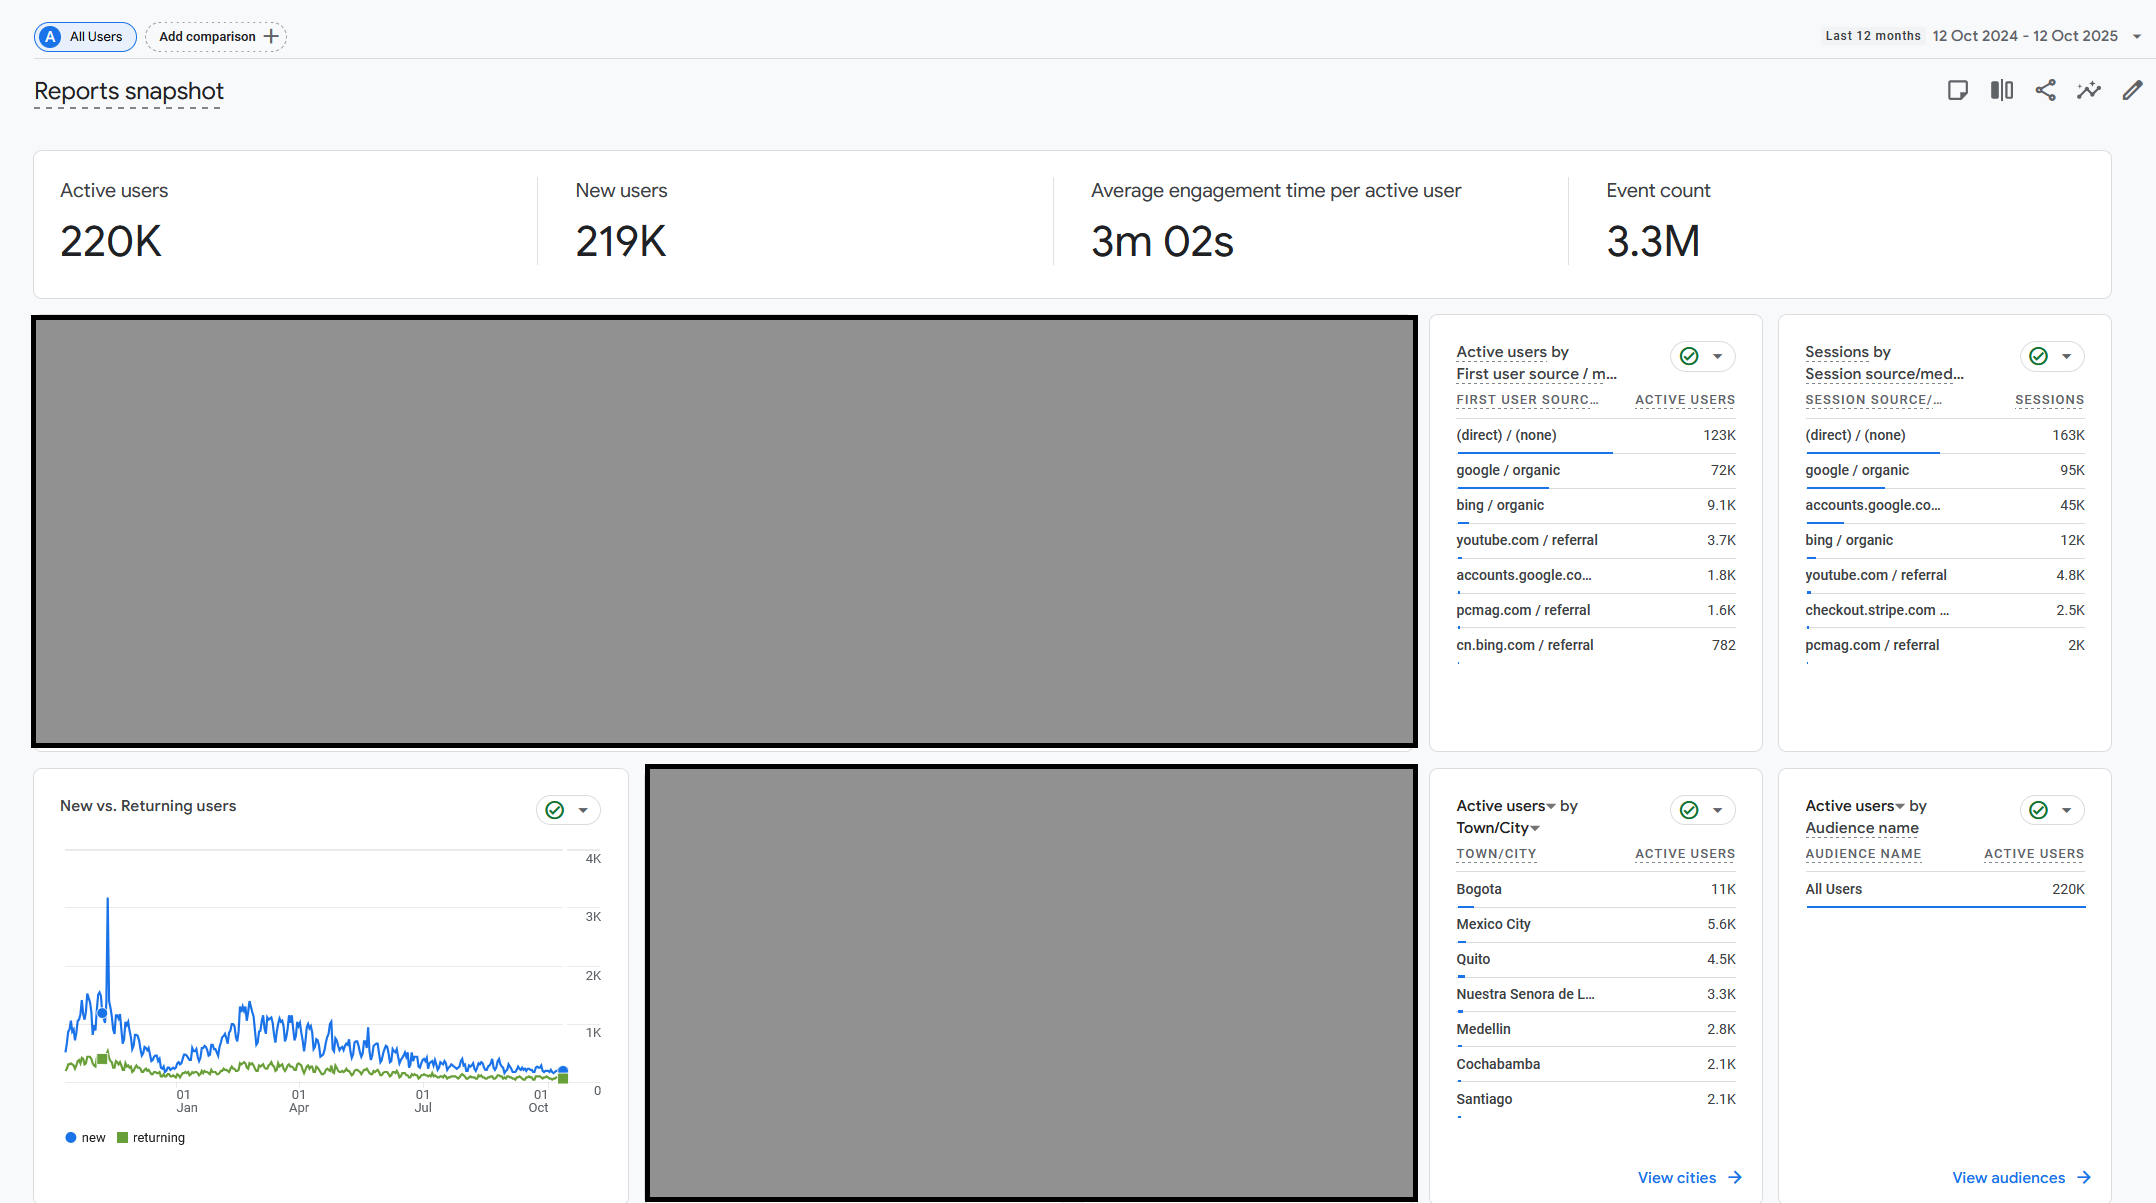 A All Users
Add comparison
Last 12 months 12 Oct 2024 - 12 Oct 2025
Reports snapshot
Active users
220K
New users
219K
Average engagement time per active user
3m 02s
Event count
3.3M
Active users by
First user source / m...
FIRST USER SOURC... ACTIVE USERS
(direct) / (none) 123K
google / organic 72K
bing / organic 9.1K
youtube.com / referral 3.7K
accounts.google.co... 1.8K
pcmag.com / referral 1.6K
cn.bing.com / referral 782
Sessions by
Session source/med...
SESSION SOURCE/... SESSIONS
(direct) / (none) 163K
google / organic 95K
accounts.google.co... 45K
bing / organic 12K
youtube.com / referral 4.8K
checkout.stripe.com ... 2.5K
pcmag.com / referral 2K
New vs. Returning users
4K
3K
2K
1K
0
01 Jan
01 Apr
01 Jul
01 Oct
new returning
Active users by
Town/City
TOWN/CITY ACTIVE USERS
Bogota 11K
Mexico City 5.6K
Quito 4.5K
Nuestra Senora de L... 3.3K
Medellin 2.8K
Cochabamba 2.1K
Santiago 2.1K
View cities
Active users by
Audience name
AUDIENCE NAME ACTIVE USERS
All Users 220K
View audiences